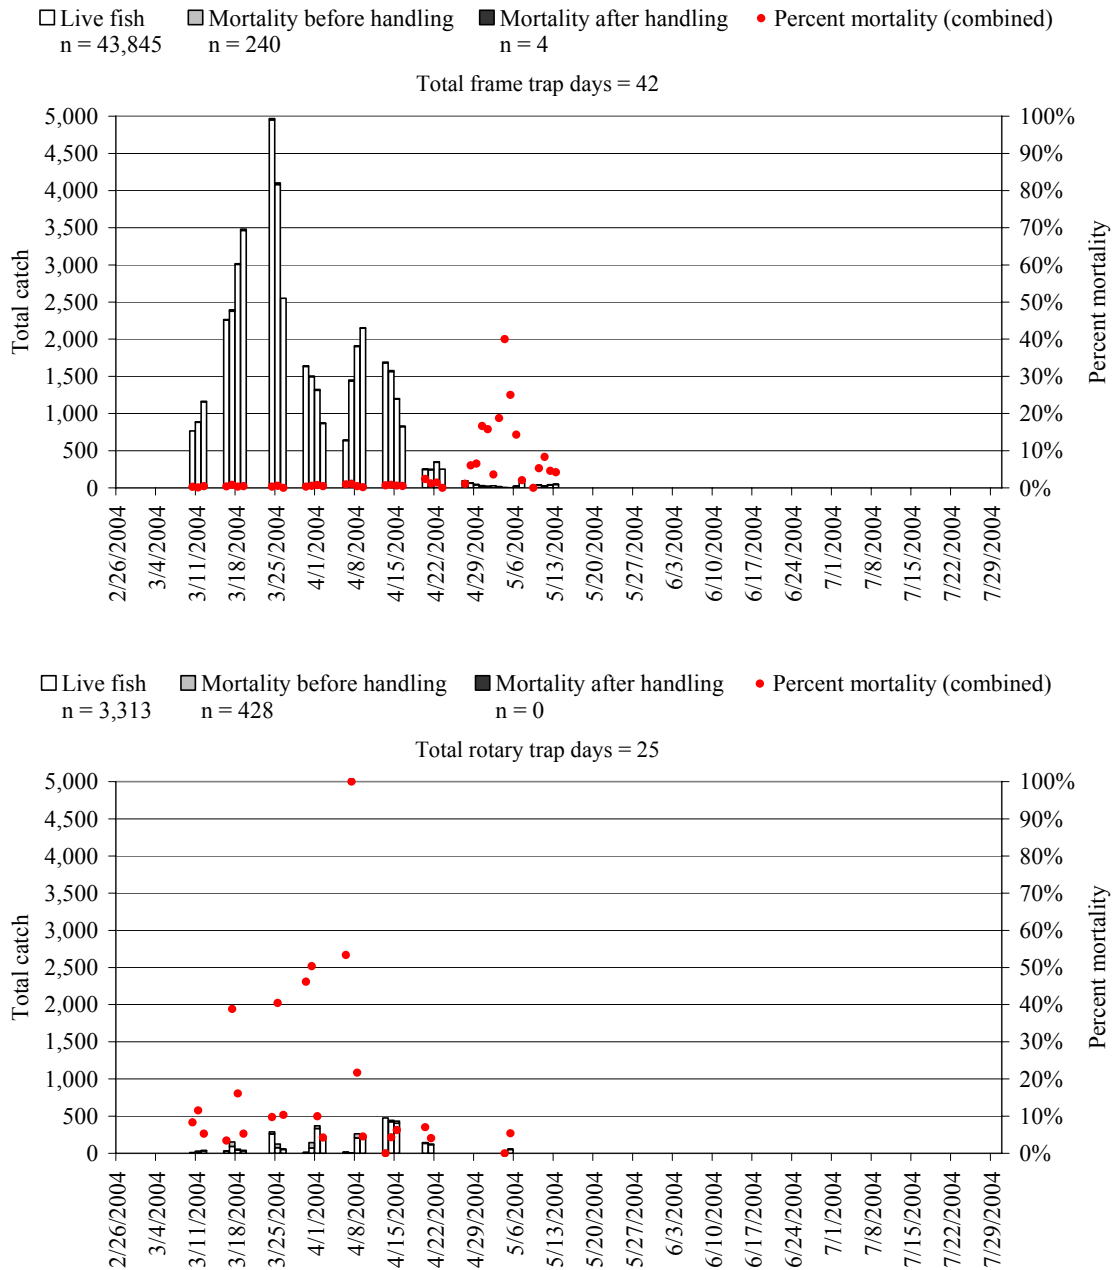 Live fish Mortality before handling Mortality after handling Percent mortality (combined)
n = 43,845 n = 240 n = 4
Total frame trap days = 42
5,000 100%
4,500 90%
4,000 80%
3,500 70%
3,000 60%
2,500 50%
2,000 40%
1,500 30%
1,000 20%
500 10%
0 0%
Total catch
Percent mortality
2/26/2004 3/4/2004 3/11/2004 3/18/2004 3/25/2004 4/1/2004 4/8/2004 4/15/2004 4/22/2004 4/29/2004 5/6/2004 5/13/2004 5/20/2004 5/27/2004 6/3/2004 6/10/2004 6/17/2004 6/24/2004 7/1/2004 7/8/2004 7/15/2004 7/22/2004 7/29/2004
Live fish Mortality before handling Mortality after handling Percent mortality (combined)
n = 3,313 n = 428 n = 0
Total rotary trap days = 25
5,000 100%
4,500 90%
4,000 80%
3,500 70%
3,000 60%
2,500 50%
2,000 40%
1,500 30%
1,000 20%
500 10%
0 0%
Total catch
Percent mortality
2/26/2004 3/4/2004 3/11/2004 3/18/2004 3/25/2004 4/1/2004 4/8/2004 4/15/2004 4/22/2004 4/29/2004 5/6/2004 5/13/2004 5/20/2004 5/27/2004 6/3/2004 6/10/2004 6/17/2004 6/24/2004 7/1/2004 7/8/2004 7/15/2004 7/22/2004 7/29/2004